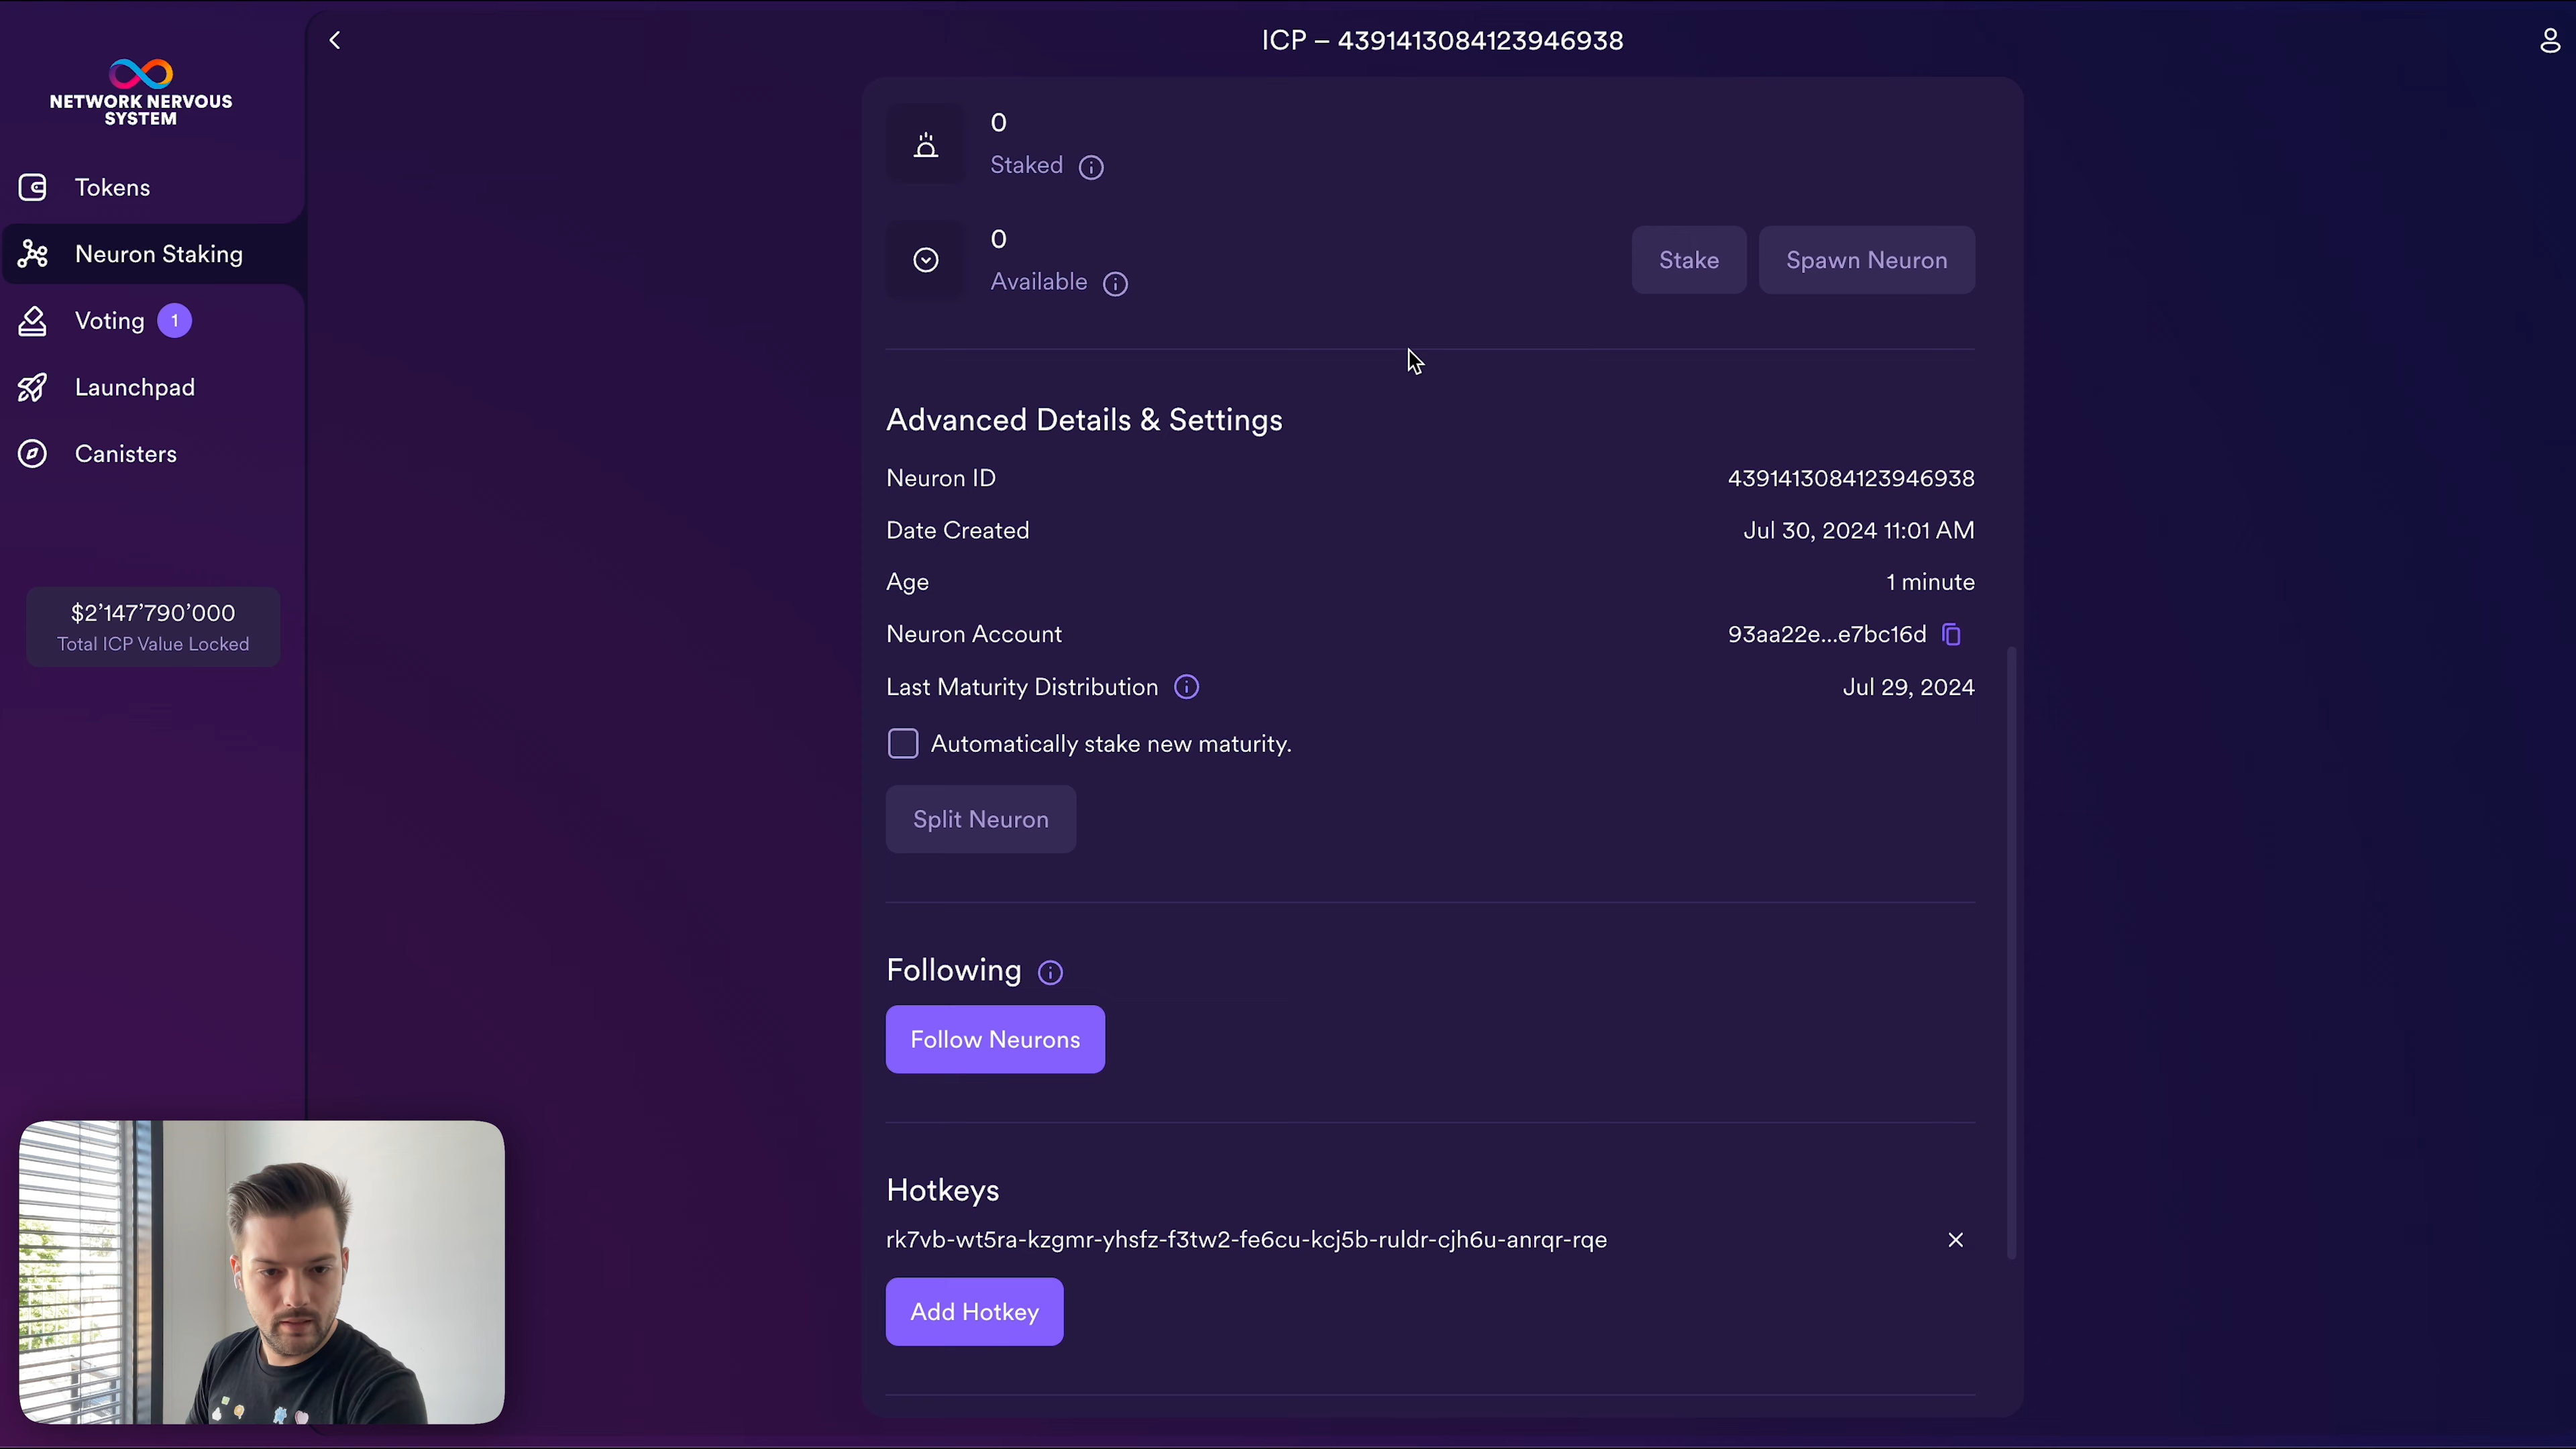 ICP – 4391413084123946938
NETWORK NERVOUS
SYSTEM
Tokens
Neuron Staking
Voting 1
Launchpad
Canisters
$2’147’790’000
Total ICP Value Locked
0
Staked
0
Available
Stake
Spawn Neuron
Advanced Details & Settings
Neuron ID 4391413084123946938
Date Created Jul 30, 2024 11:01 AM
Age 1 minute
Neuron Account 93aa22e...e7bc16d
Last Maturity Distribution Jul 29, 2024
Automatically stake new maturity.
Split Neuron
Following
Follow Neurons
Hotkeys
rk7vb-wt5ra-kzgmr-yhsfz-f3tw2-fe6cu-kcj5b-ruldr-cjh6u-anrqr-rqe
Add Hotkey